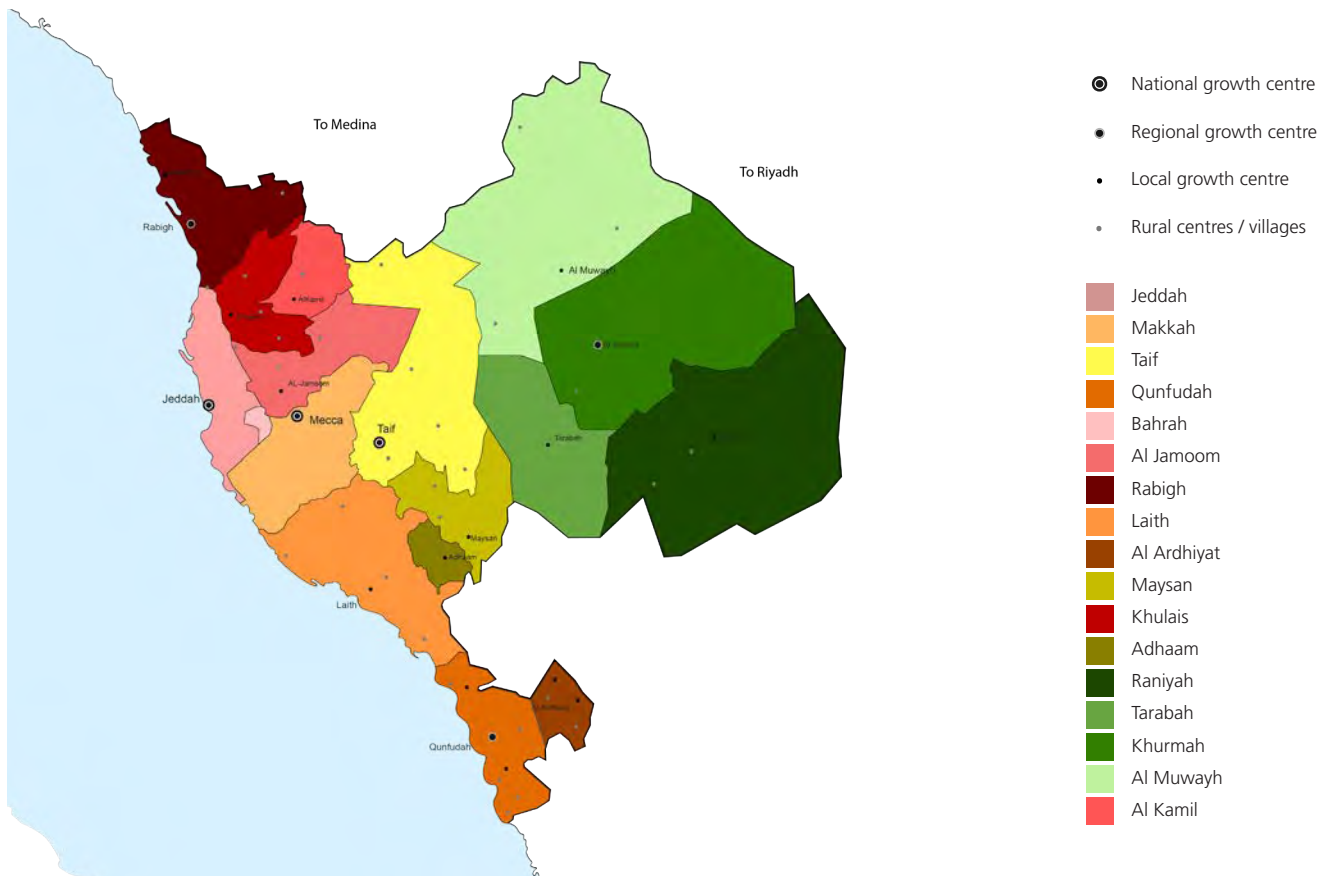 To Medina
To Riyadh
Rabigh
Al Muwayh
AlKamil
AL-Jamoom
Jeddah
Mecca
Taif
Tarabah
Maysan
Adhaam
Laith
Qunfudah
National growth centre
Regional growth centre
Local growth centre
Rural centres / villages
Jeddah
Makkah
Taif
Qunfudah
Bahrah
Al Jamoom
Rabigh
Laith
Al Ardhiyat
Maysan
Khulais
Adhaam
Raniyah
Tarabah
Khurmah
Al Muwayh
Al Kamil